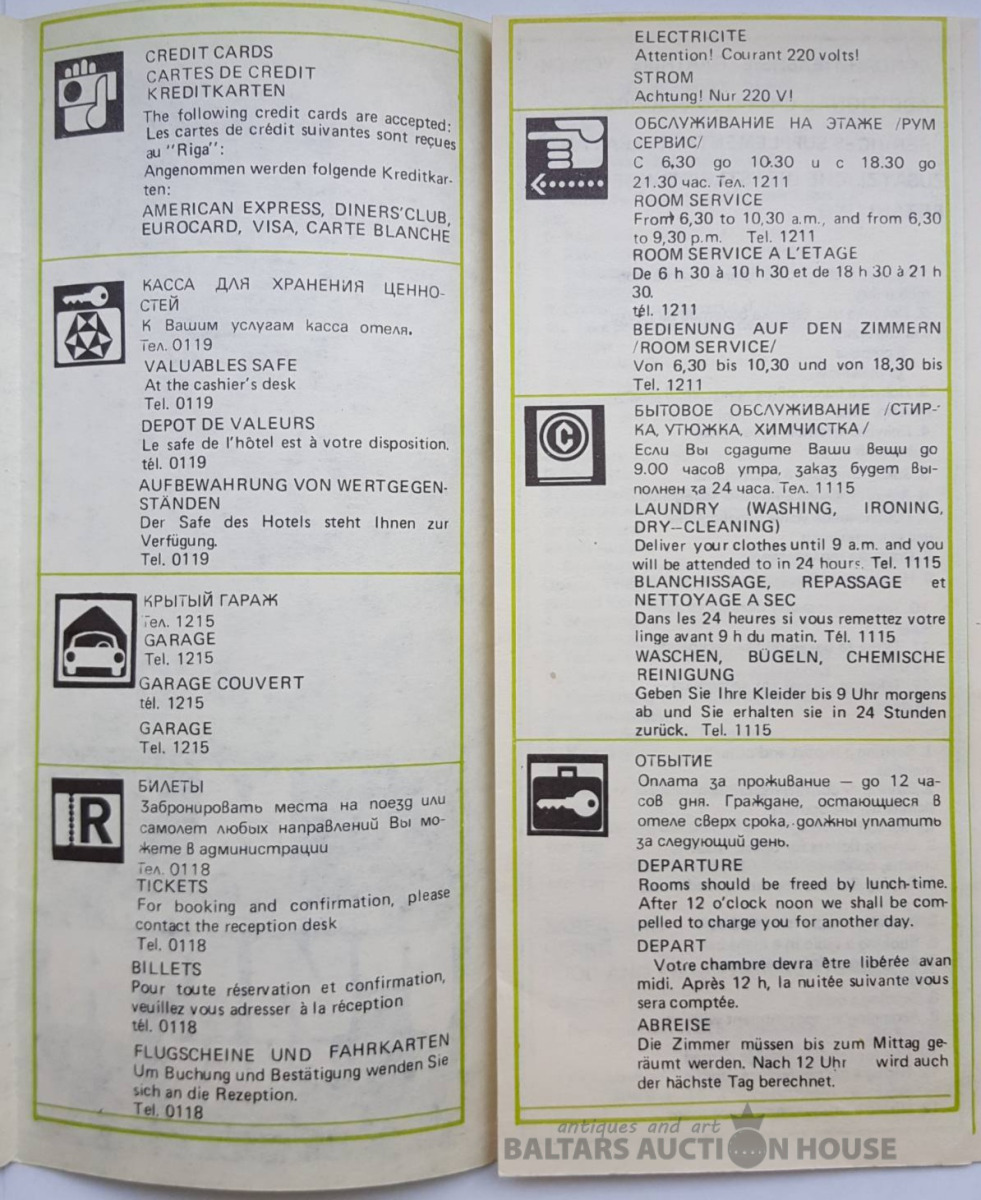 CREDIT CARDS
CARTES DE CREDIT
KREDITKARTEN
The following credit cards are accepted:
Les cartes de crédit suivantes sont reçues
au "Riga":
Angenommen werden folgende Kreditkar-
ten:
AMERICAN EXPRESS, DINERS'CLUB,
EUROCARD, VISA, CARTE BLANCHE
КАССА ДЛЯ ХРАНЕНИЯ ЦЕННО-
СТЕЙ
К Вашим услугам касса отеля.
Тел. 0119
VALUABLES SAFE
At the cashier's desk
Tel. 0119
DEPOT DE VALEURS
Le safe de l'hôtel est à votre disposition.
tél. 0119
AUFBEWAHRUNG VON WERTGEGEN-
STÄNDEN
Der Safe des Hotels steht Ihnen zur
Verfügung.
Tel. 0119
КРЫТЫЙ ГАРАЖ
Тел. 1215
GARAGE
Tel. 1215
GARAGE COUVERT
tél. 1215
GARAGE
Tel. 1215
R
БИЛЕТЫ
Забронировать места на поезд или
самолет любых направлений Вы мо-
жете в администрации
Тел. 0118
TICKETS
For booking and confirmation, please
contact the reception desk
Tel. 0118
BILLETS
Pour toute réservation et confirmation,
veuillez vous adresser à la réception
tél. 0118
FLUGSCHEINE UND FAHRKARTEN
Um Buchung und Bestätigung wenden Sie
sich an die Rezeption.
Tel. 0118
ELECTRICITE
Attention! Courant 220 volts!
STROM
Achtung! Nur 220 V!
ОБСЛУЖИВАНИЕ НА ЭТАЖЕ /РУМ
СЕРВИС/
С 6.30 до 10.30 и с 18.30 до
21.30 час. Тел. 1211
ROOM SERVICE
From 6,30 to 10,30 a.m., and from 6,30
to 9,30 p.m. Tel. 1211
ROOM SERVICE A L'ETAGE
De 6 h 30 à 10 h 30 et de 18 h 30 à 21 h
30.
tél. 1211
BEDIENUNG AUF DEN ZIMMERN
/ROOM SERVICE/
Von 6,30 bis 10,30 und von 18,30 bis
Tel. 1211
C
БЫТОВОЕ ОБСЛУЖИВАНИЕ /СТИР-
КА, УТЮЖКА, ХИМЧИСТКА/
Если Вы сдадите Ваши вещи до
9.00 часов утра, заказ будет вы-
полнен за 24 часа. Тел. 1115
LAUNDRY (WASHING, IRONING,
DRY-CLEANING)
Deliver your clothes until 9 a.m. and you
will be attended to in 24 hours. Tel. 1115
BLANCHISSAGE, REPASSAGE et
NETTOYAGE A SEC
Dans les 24 heures si vous remettez votre
linge avant 9 h du matin. Tél. 1115
WASCHEN, BÜGELN, CHEMISCHE
REINIGUNG
Geben Sie Ihre Kleider bis 9 Uhr morgens
ab und Sie erhalten sie in 24 Stunden
zurück. Tel. 1115
ОТБЫТИЕ
Оплата за проживание — до 12 ча-
сов дня. Граждане, остающиеся в
отеле сверх срока, должны уплатить
за следующий день.
DEPARTURE
Rooms should be freed by lunch-time.
After 12 o'clock noon we shall be com-
pelled to charge you for another day.
DEPART
Votre chambre devra être libérée avan
midi. Après 12 h, la nuitée suivante vous
sera comptée.
ABREISE
Die Zimmer müssen bis zum Mittag ge-
räumt werden. Nach 12 Uhr wird auch
der hächste Tag berechnet.
antiques and art
BALTARS AUCTION HOUSE